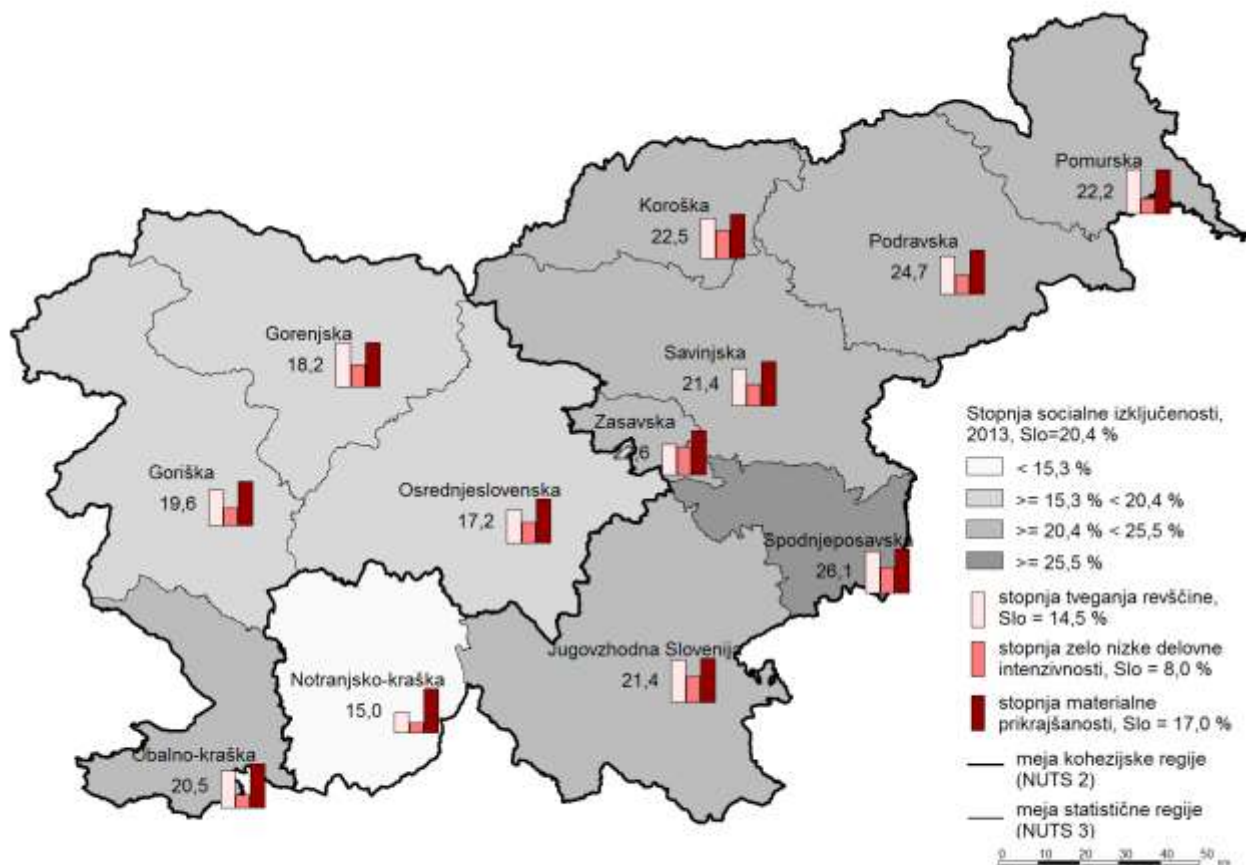 Pomurska
22,2
Koroška
22,5
Podravska
24,7
Gorenjska
18,2
Savinjska
21,4
Zasavska
Goriška
19,6
Osrednjeslovenska
17,2
Spodnjeposavska
26,1
Jugovzhodna Slovenija
21,4
Notranjsko-kraška
15,0
Obalno-kraška
20,5
Stopnja socialne izključenosti,
2013, Slo=20,4 %
< 15,3 %
>= 15,3 % < 20,4 %
>= 20,4 % < 25,5 %
>= 25,5 %
stopnja tveganja revščine,
Slo = 14,5 %
stopnja zelo nizke delovne
intenzivnosti, Slo = 8,0 %
stopnja materialne
prikrajšanosti, Slo = 17,0 %
meja kohezijske regije
(NUTS 2)
meja statistične regije
(NUTS 3)
0 10 20 30 40 50